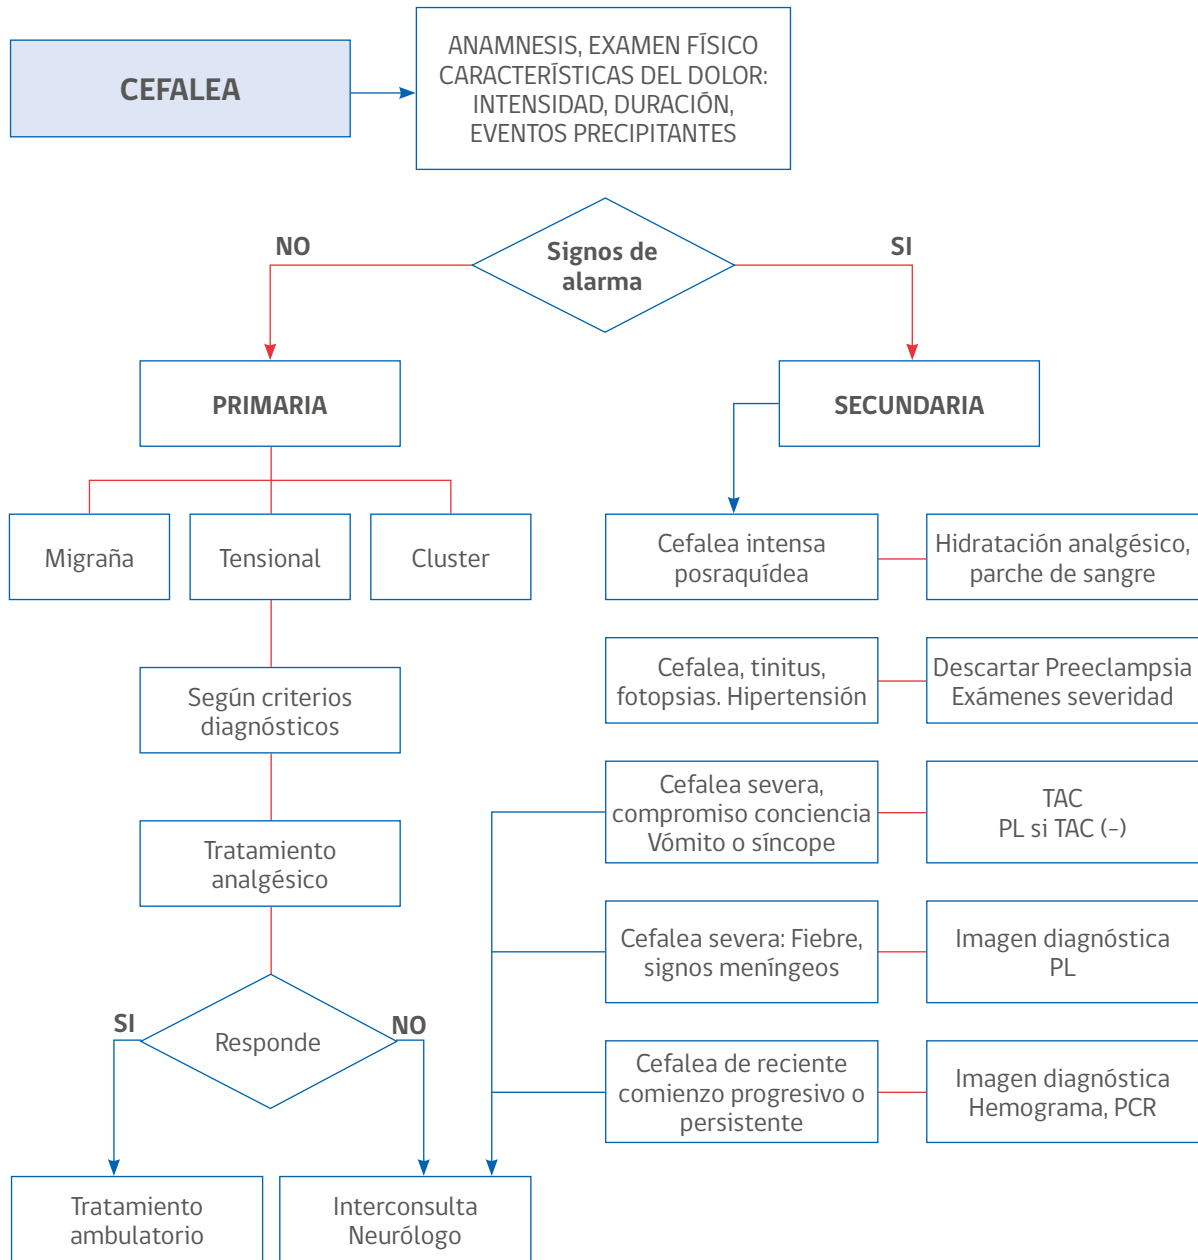 CEFALEA
ANAMNESIS, EXAMEN FÍSICO
CARACTERÍSTICAS DEL DOLOR:
INTENSIDAD, DURACIÓN,
EVENTOS PRECIPITANTES
NO
Signos de
alarma
SI
PRIMARIA
SECUNDARIA
Migraña
Tensional
Cluster
Cefalea intensa
posraquídea
Hidratación analgésico,
parche de sangre
Cefalea, tinitus,
fotopsias. Hipertensión
Descartar Preeclampsia
Exámenes severidad
Según criterios
diagnósticos
Cefalea severa,
compromiso conciencia
Vómito o síncope
TAC
PL si TAC (-)
Tratamiento
analgésico
Cefalea severa: Fiebre,
signos meníngeos
Imagen diagnóstica
PL
SI
Responde
NO
Cefalea de reciente
comienzo progresivo o
persistente
Imagen diagnóstica
Hemograma, PCR
Tratamiento
ambulatorio
Interconsulta
Neurólogo